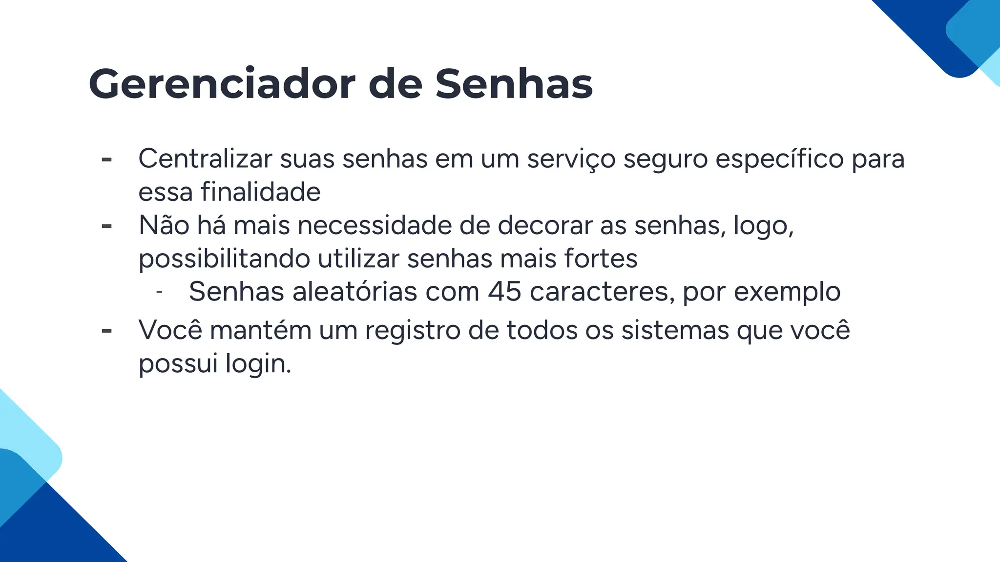 Gerenciador de Senhas
- Centralizar suas senhas em um serviço seguro específico para
essa finalidade
- Não há mais necessidade de decorar as senhas, logo,
possibilitando utilizar senhas mais fortes
- Senhas aleatórias com 45 caracteres, por exemplo
- Você mantém um registro de todos os sistemas que você
possui login.